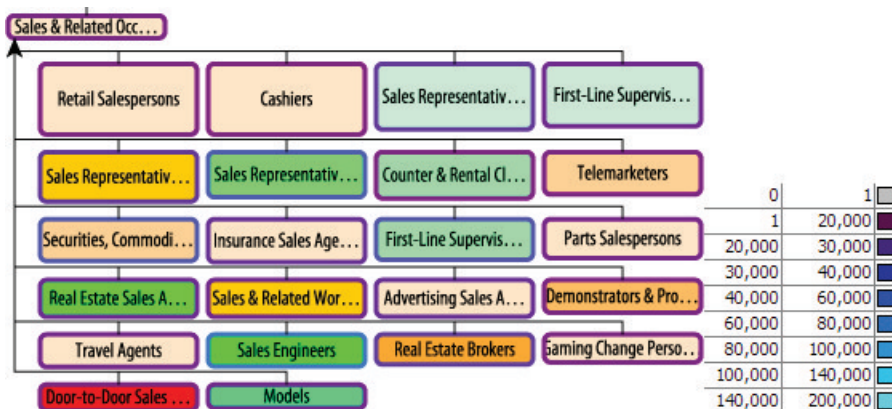 Sales & Related Occ...
Retail Salespersons
Cashiers
Sales Representativ...
First-Line Supervis...
Sales Representativ...
Sales Representativ...
Counter & Rental Cl...
Telemarketers
Securities, Commodi...
Insurance Sales Age...
First-Line Supervis...
Parts Salespersons
Real Estate Sales A...
Sales & Related Wor...
Advertising Sales A...
Demonstrators & Pro...
Travel Agents
Sales Engineers
Real Estate Brokers
Gaming Change Perso...
Door-to-Door Sales ...
Models
0 1
1 20,000
20,000 30,000
30,000 40,000
40,000 60,000
60,000 80,000
80,000 100,000
100,000 140,000
140,000 200,000